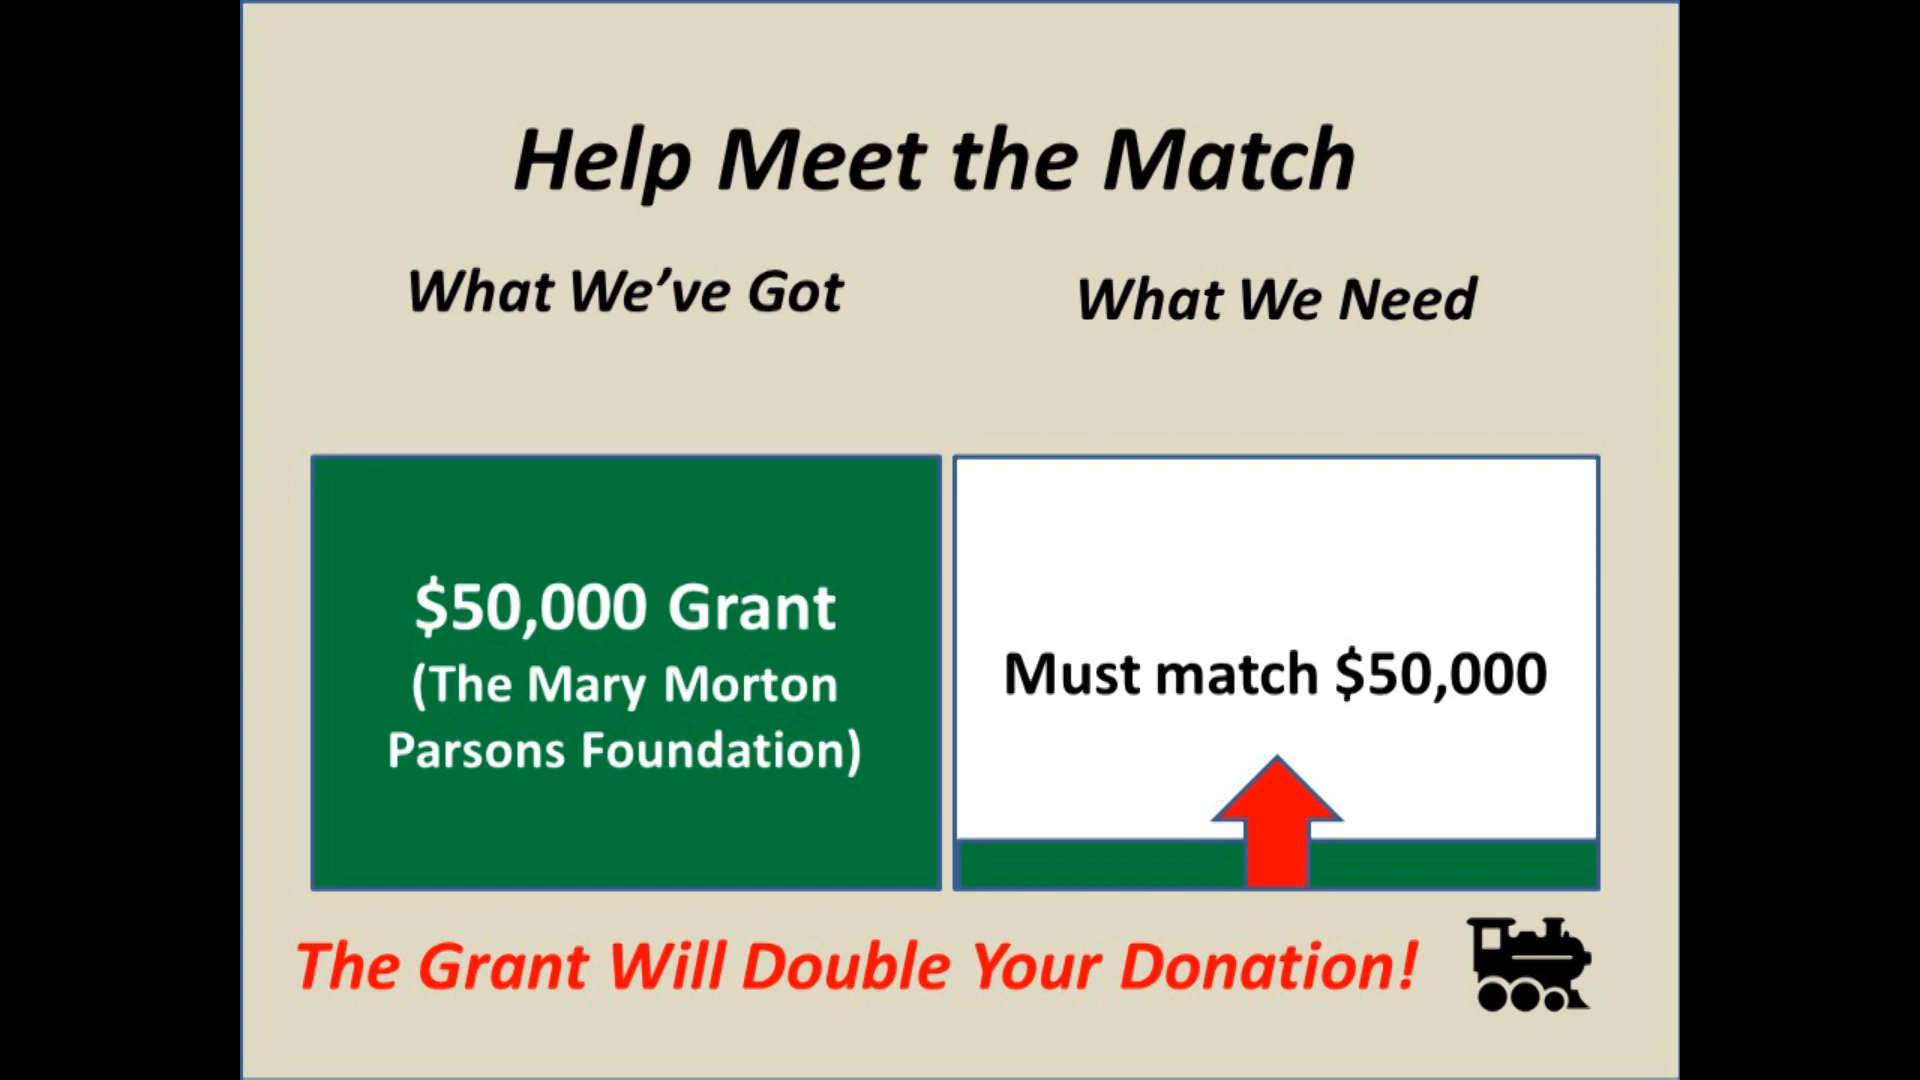 Help Meet the Match
What We’ve Got
What We Need
$50,000 Grant
(The Mary Morton
Parsons Foundation)
Must match $50,000
The Grant Will Double Your Donation!